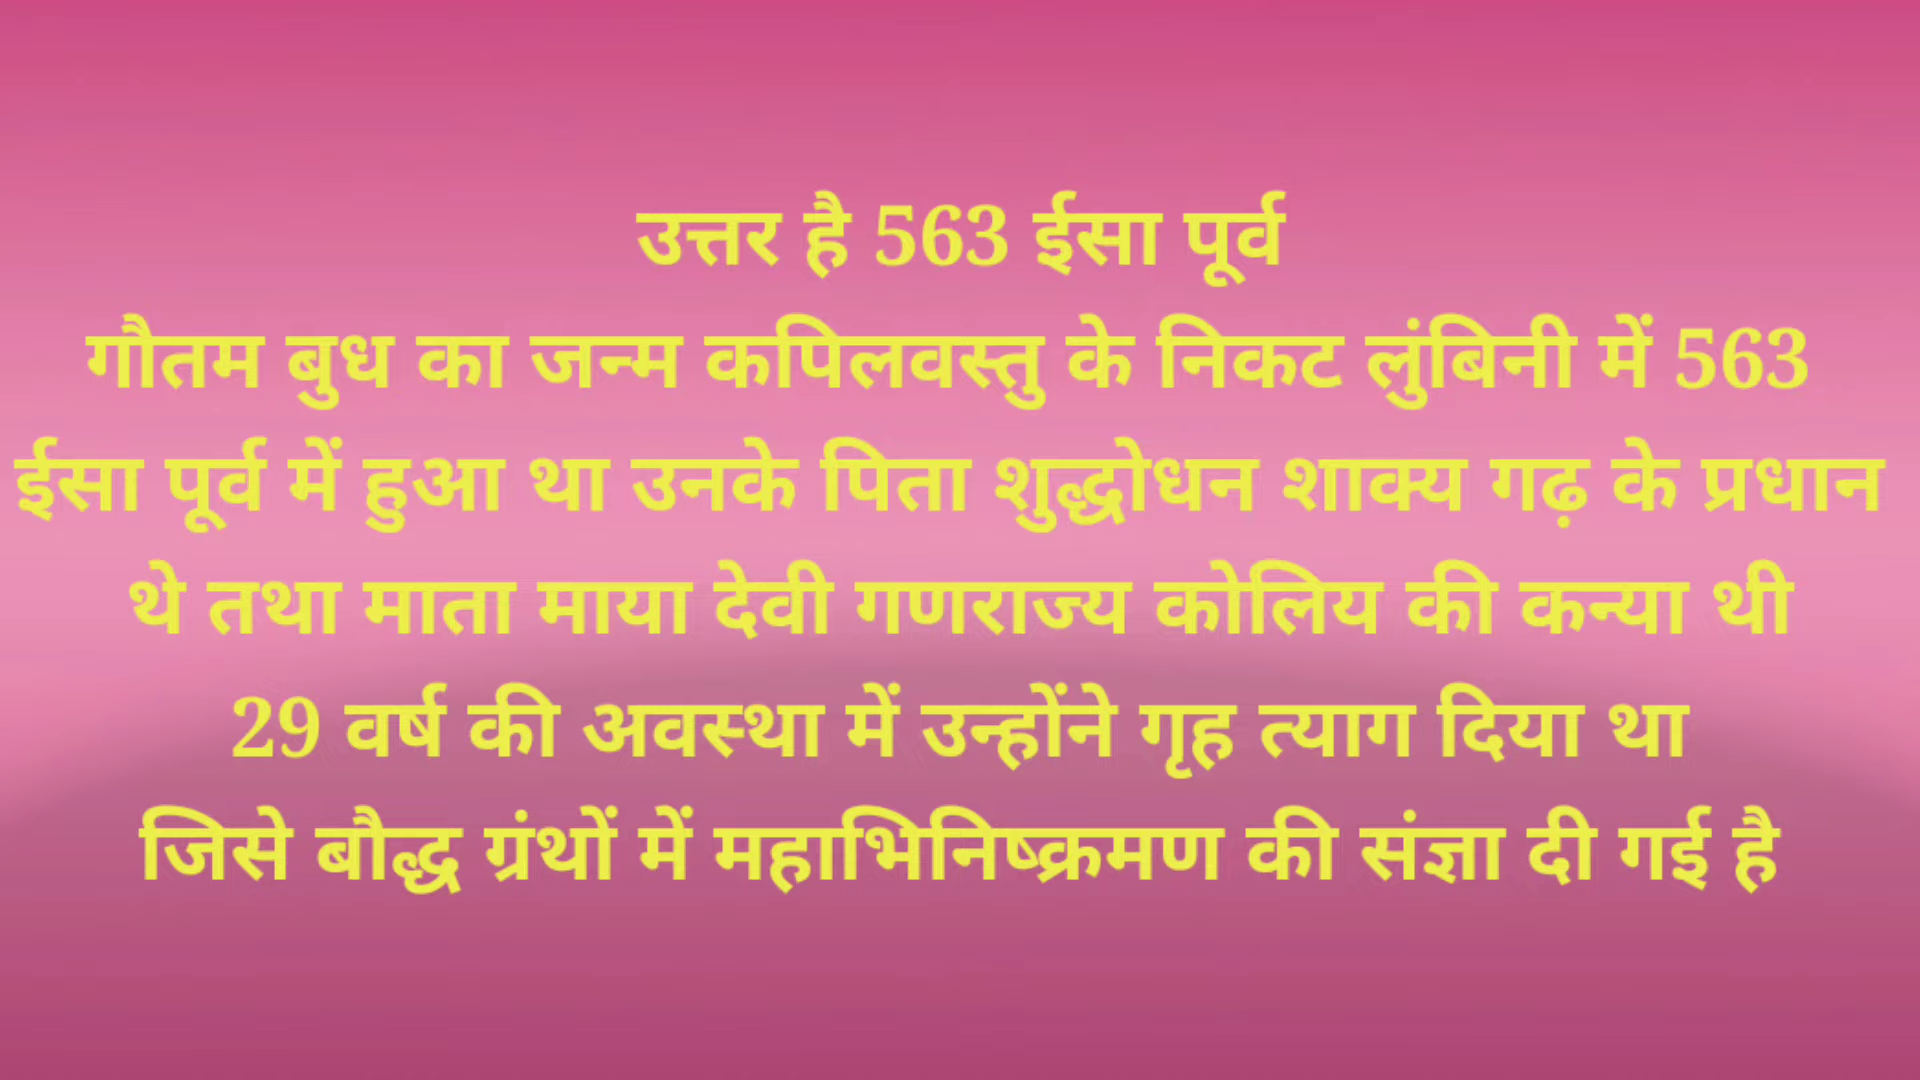 उत्तर है 563 ईसा पूर्व
गौतम बुध का जन्म कपिलवस्तु के निकट लुंबिनी में 563
ईसा पूर्व में हुआ था उनके पिता शुद्धोधन शाक्य गढ़ के प्रधान
थे तथा माता माया देवी गणराज्य कोलिय की कन्या थी
29 वर्ष की अवस्था में उन्होंने गृह त्याग दिया था
जिसे बौद्ध ग्रंथों में महाभिनिष्क्रमण की संज्ञा दी गई है